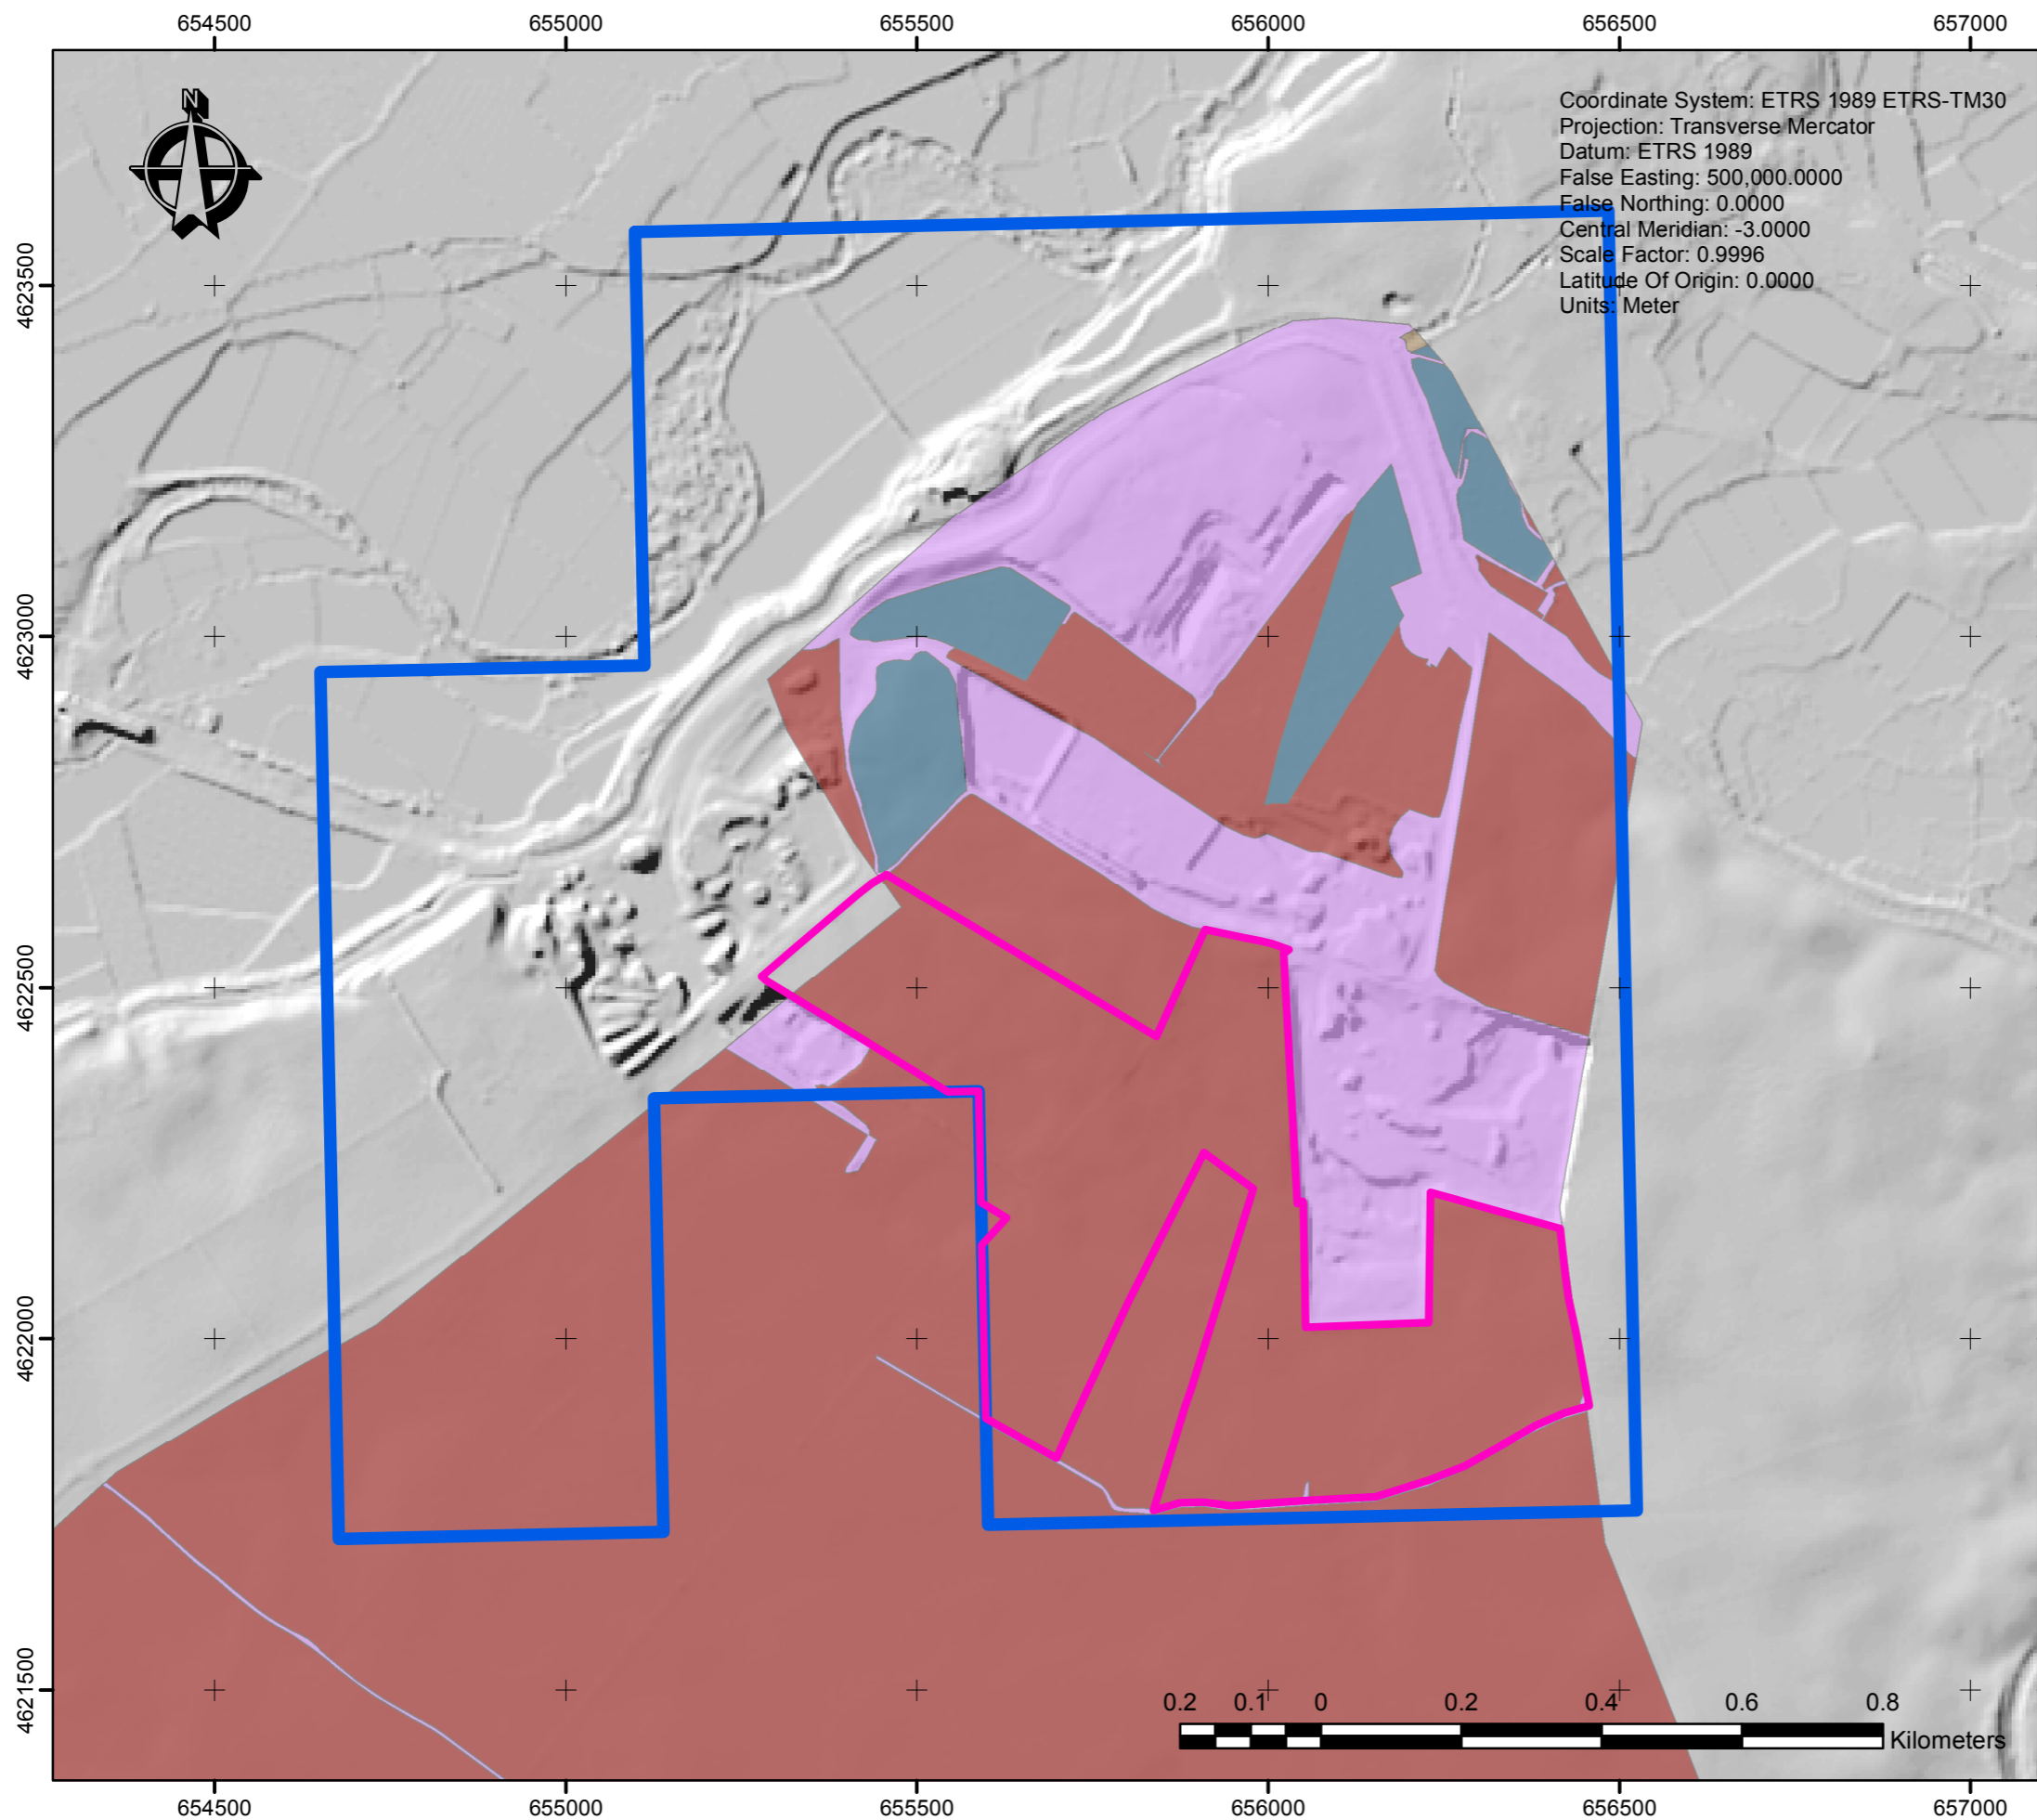 654500 655000 655500 656000 656500 657000
N
Coordinate System: ETRS 1989 ETRS-TM30
Projection: Transverse Mercator
Datum: ETRS 1989
False Easting: 500,000.0000
False Northing: 0.0000
Central Meridian: -3.0000
Scale Factor: 0.9996
Latitude Of Origin: 0.0000
Units: Meter
4623500
4623000
4622500
4622000
4621500
0.2 0.1 0 0.2 0.4 0.6 0.8
Kilometers
654500 655000 655500 656000 656500 657000